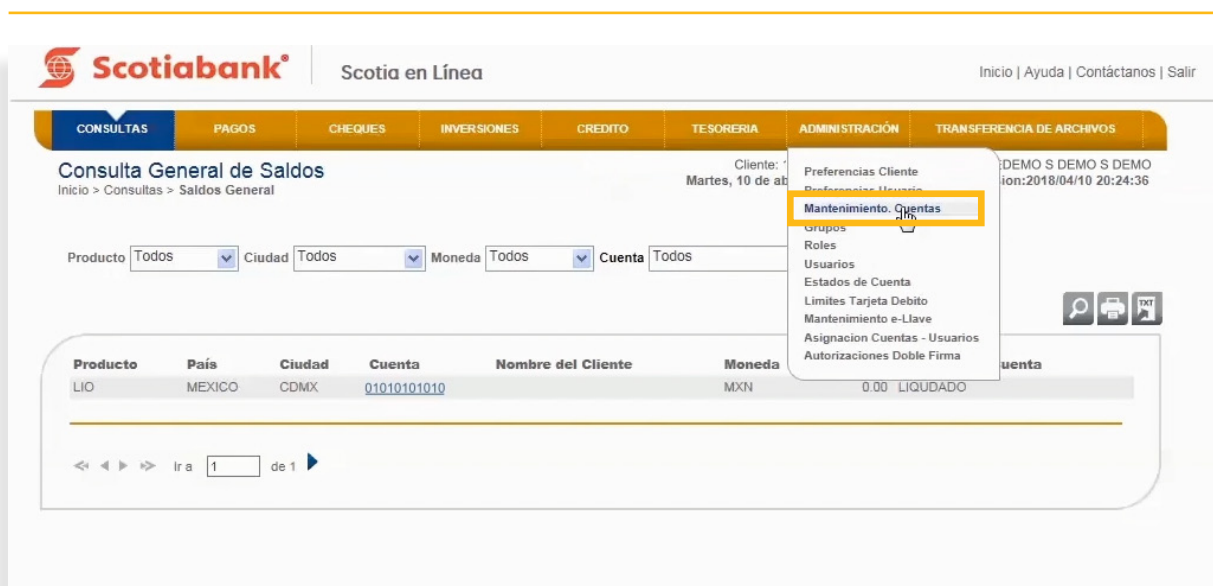 Scotiabank®
Scotia en Línea
Inicio | Ayuda | Contáctanos | Salir
CONSULTAS PAGOS CHEQUES INVERSIONES CREDITO TESORERIA ADMINISTRACIÓN TRANSFERENCIA DE ARCHIVOS
Consulta General de Saldos
Inicio > Consultas > Saldos General
Cliente:
Martes, 10 de
DEMO S DEMO S DEMO
ion:2018/04/10 20:24:36
Preferencias Cliente
Preferencias Usuario
Mantenimiento. Cuentas
Grupos
Roles
Usuarios
Estados de Cuenta
Limites Tarjeta Debito
Mantenimiento e-Llave
Asignacion Cuentas - Usuarios
Autorizaciones Doble Firma
Producto Todos Ciudad Todos Moneda Todos Cuenta Todos
TXT
Producto País Ciudad Cuenta Nombre del Cliente Moneda uenta
LIO MEXICO CDMX 01010101010 MXN 0.00 LIQUDADO
Ir a 1 de 1